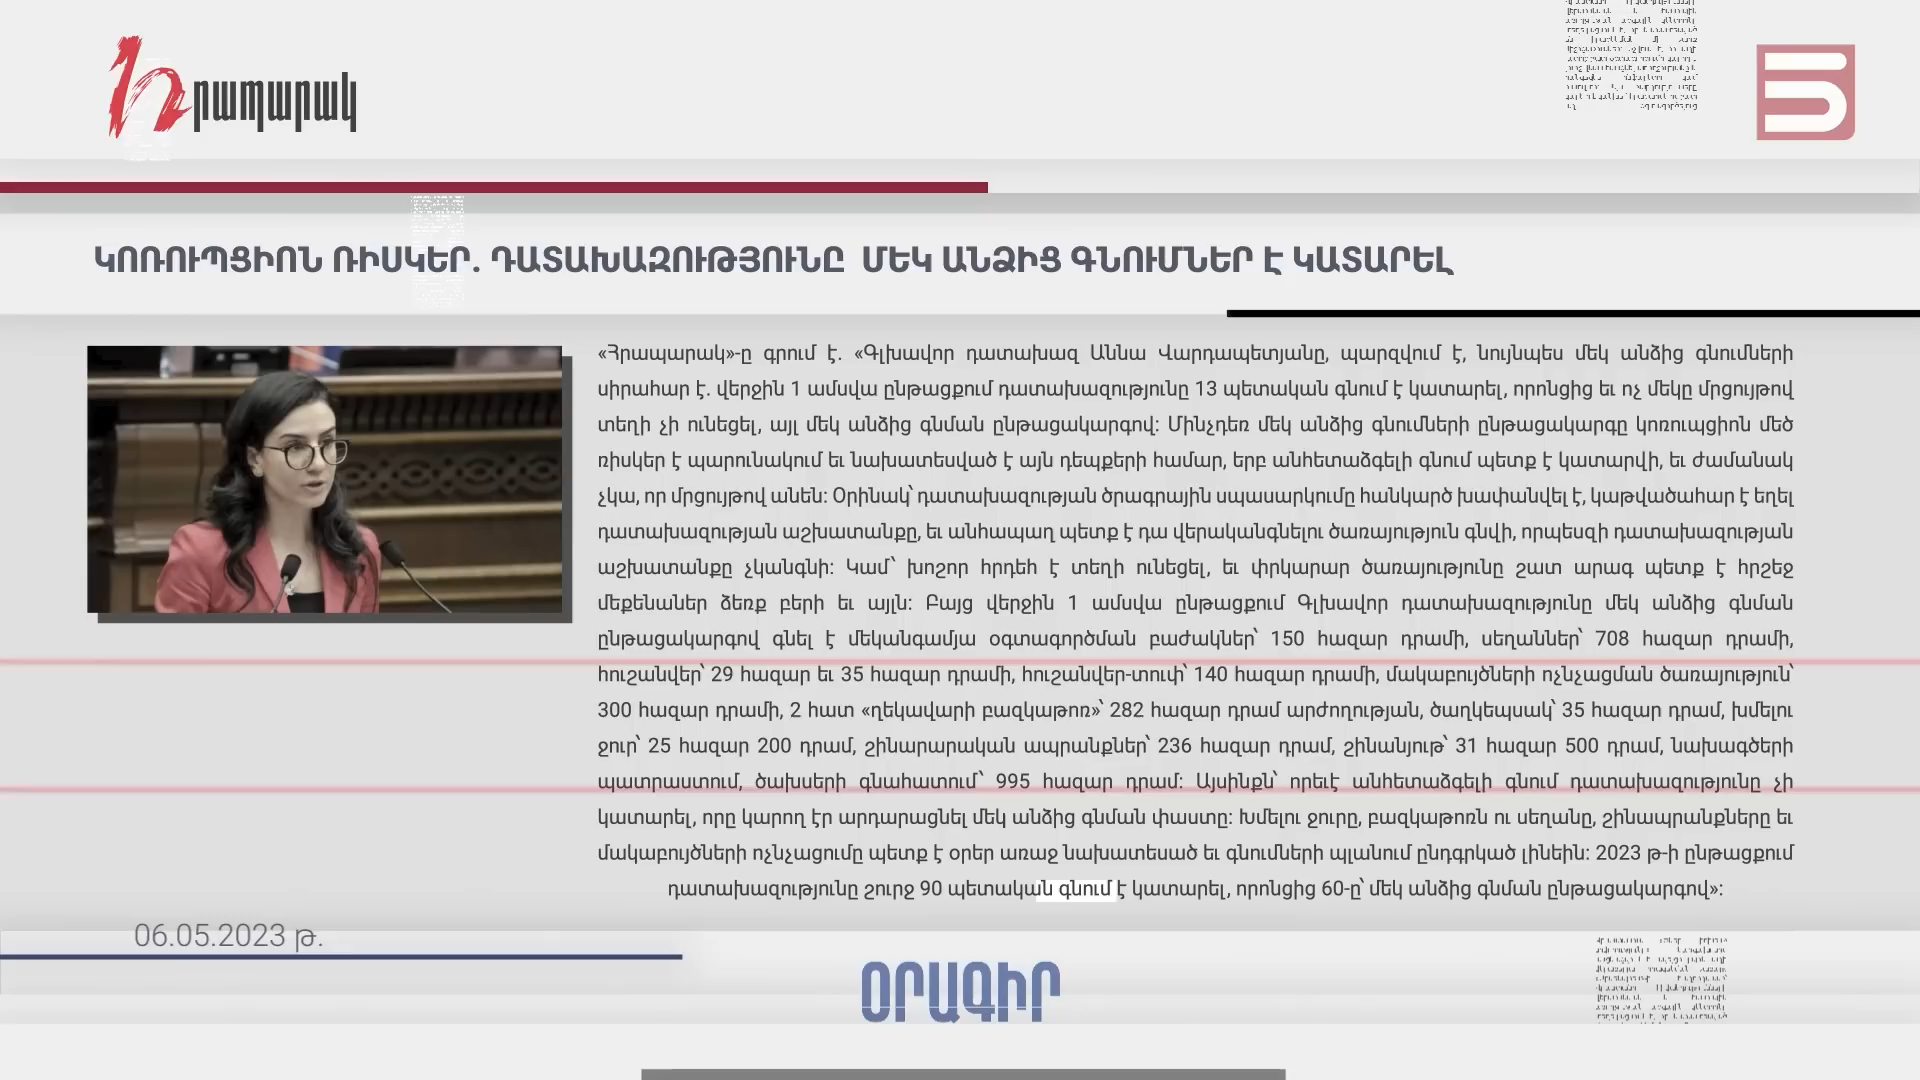 Հրապարակ
5
ԿՈՌՈՒՊՑԻՈՆ ՌԻՍԿԵՐ. ԴԱՏԱԽԱԶՈՒԹՅՈՒՆԸ ՄԵԿ ԱՆՁԻՑ ԳՆՈՒՄՆԵՐ Է ԿԱՏԱՐԵԼ
«Հրապարակ»-ը գրում է. «Գլխավոր դատախազ Աննա Վարդապետյանը, պարզվում է, նույնպես մեկ անձից գնումների
սիրահար է. վերջին 1 ամսվա ընթացքում դատախազությունը 13 պետական գնում է կատարել, որոնցից եւ ոչ մեկը մրցույթով
տեղի չի ունեցել, այլ մեկ անձից գնման ընթացակարգով: Մինչդեռ մեկ անձից գնումների ընթացակարգը կոռուպցիոն մեծ
ռիսկեր է պարունակում եւ նախատեսված է այն դեպքերի համար, երբ անհետաձգելի գնում պետք է կատարվի, եւ ժամանակ
չկա, որ մրցույթով անեն: Օրինակ՝ դատախազության ծրագրային սպասարկումը հանկարծ խափանվել է, կաթվածահար է եղել
դատախազության աշխատանքը, եւ անհապաղ պետք է դա վերականգնելու ծառայություն գնվի, որպեսզի դատախազության
աշխատանքը չկանգնի: Կամ՝ խոշոր հրդեհ է տեղի ունեցել, եւ փրկարար ծառայությունը շատ արագ պետք է հրշեջ
մեքենաներ ձեռք բերի եւ այլն: Բայց վերջին 1 ամսվա ընթացքում Գլխավոր դատախազությունը մեկ անձից գնման
ընթացակարգով գնել է մեկանգամյա օգտագործման բաժակներ՝ 150 հազար դրամի, սեղաններ՝ 708 հազար դրամի,
հուշանվեր՝ 29 հազար եւ 35 հազար դրամի, հուշանվեր-տուփ՝ 140 հազար դրամի, մակաբույծների ոչնչացման ծառայություն՝
300 հազար դրամի, 2 հատ «ղեկավարի բազկաթոռ»՝ 282 հազար դրամ արժողության, ծաղկեպսակ՝ 35 հազար դրամ, խմելու
ջուր՝ 25 հազար 200 դրամ, շինարարական ապրանքներ՝ 236 հազար դրամ, շինանյութ՝ 31 հազար 500 դրամ, նախագծերի
պատրաստում, ծախսերի գնահատում՝ 995 հազար դրամ: Այսինքն՝ որեւէ անհետաձգելի գնում դատախազությունը չի
կատարել, որը կարող էր արդարացնել մեկ անձից գնման փաստը: Խմելու ջուրը, բազկաթոռն ու սեղանը, շինապրանքները եւ
մակաբույծների ոչնչացումը պետք է օրեր առաջ նախատեսած եւ գնումների պլանում ընդգրկած լինեին: 2023 թ-ի ընթացքում
դատախազությունը շուրջ 90 պետական գնում է կատարել, որոնցից 60-ը՝ մեկ անձից գնման ընթացակարգով»:
06.05.2023 թ.
ՕՐԱԳԻՐ